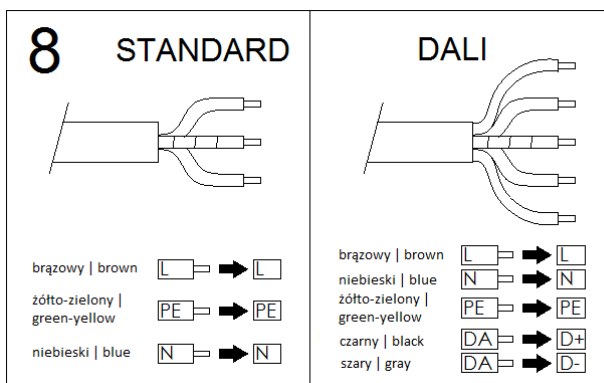 8 STANDARD
brązowy | brown L L
żółto-zielony |
green-yellow PE PE
niebieski | blue N N
DALI
brązowy | brown L L
niebieski | blue N N
żółto-zielony |
green-yellow PE PE
czarny | black DA D+
szary | gray DA D-